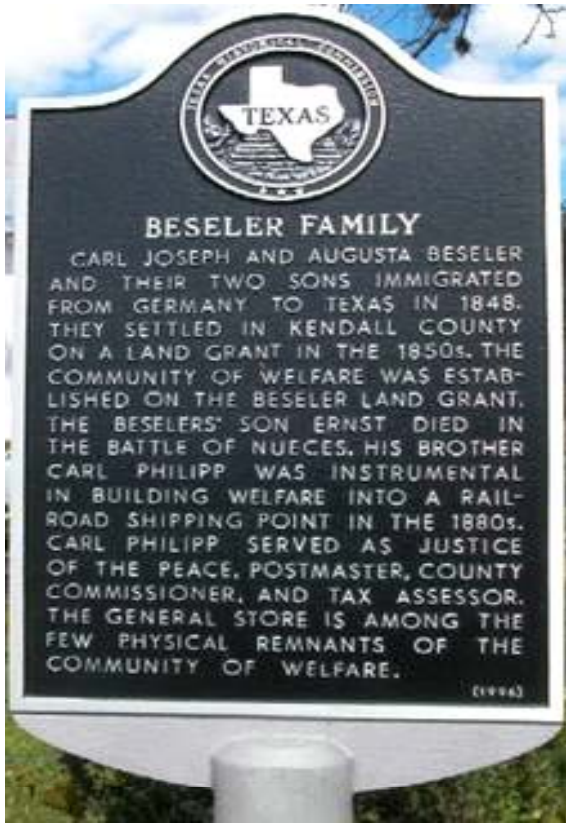 TEXAS HISTORICAL COMMISSION
TEXAS
BESELER FAMILY
CARL JOSEPH AND AUGUSTA BESELER
AND THEIR TWO SONS IMMIGRATED
FROM GERMANY TO TEXAS IN 1848.
THEY SETTLED IN KENDALL COUNTY
ON A LAND GRANT IN THE 1850s. THE
COMMUNITY OF WELFARE WAS ESTAB-
LISHED ON THE BESELER LAND GRANT.
THE BESELERS' SON ERNST DIED IN
THE BATTLE OF NUECES. HIS BROTHER
CARL PHILIPP WAS INSTRUMENTAL
IN BUILDING WELFARE INTO A RAIL-
ROAD SHIPPING POINT IN THE 1880s.
CARL PHILIPP SERVED AS JUSTICE
OF THE PEACE, POSTMASTER, COUNTY
COMMISSIONER, AND TAX ASSESSOR.
THE GENERAL STORE IS AMONG THE
FEW PHYSICAL REMNANTS OF THE
COMMUNITY OF WELFARE.
(1996)